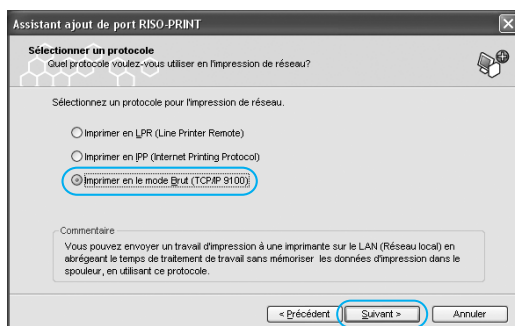 Assistant ajout de port RISO-PRINT
Sélectionner un protocole
Quel protocole voulez-vous utiliser en l'impression de réseau?
Sélectionnez un protocole pour l'impression de réseau.
Imprimer en LPR (Line Printer Remote)
Imprimer en IPP (Internet Printing Protocol)
Imprimer en le mode Brut (TCP/IP 9100)
Commentaire
Vous pouvez envoyer un travail d'impression à une imprimante sur le LAN (Réseau local) en
abrégeant le temps de traitement de travail sans mémoriser les données d'impression dans le
spouleur, en utilisant ce protocole.
< Précédent
Suivant >
Annuler